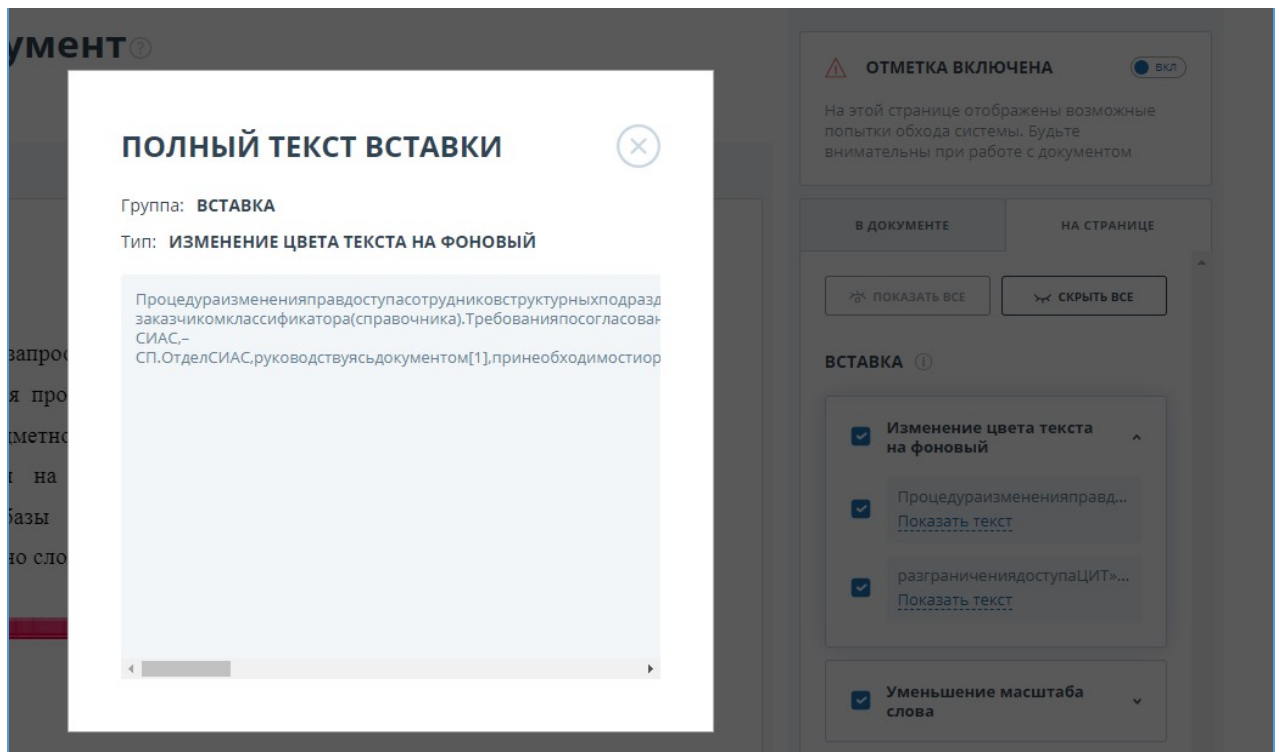 умент
ОТМЕТКА ВКЛЮЧЕНА
ВКЛ
На этой странице отображены возможные
попытки обхода системы. Будьте
внимательны при работе с документом
ПОЛНЫЙ ТЕКСТ ВСТАВКИ
Группа: ВСТАВКА
Тип: ИЗМЕНЕНИЕ ЦВЕТА ТЕКСТА НА ФОНОВЫЙ
Процедураизмененияправдоступасотрудниковструктурныхподразд
заказчикомклассификатора(справочника).Требованияпосогласован
СИАС,–
СП.ОтделСИАС,руководствуясьдокументом[1],принеобходимостиор
запрос
я про
дметно
и на
базы
но сло
В ДОКУМЕНТЕ
НА СТРАНИЦЕ
ПОКАЗАТЬ ВСЕ
СКРЫТЬ ВСЕ
ВСТАВКА
Изменение цвета текста
на фоновый
Процедураизмененияправд...
Показать текст
разграничениядоступаЦИТ»...
Показать текст
Уменьшение масштаба
слова